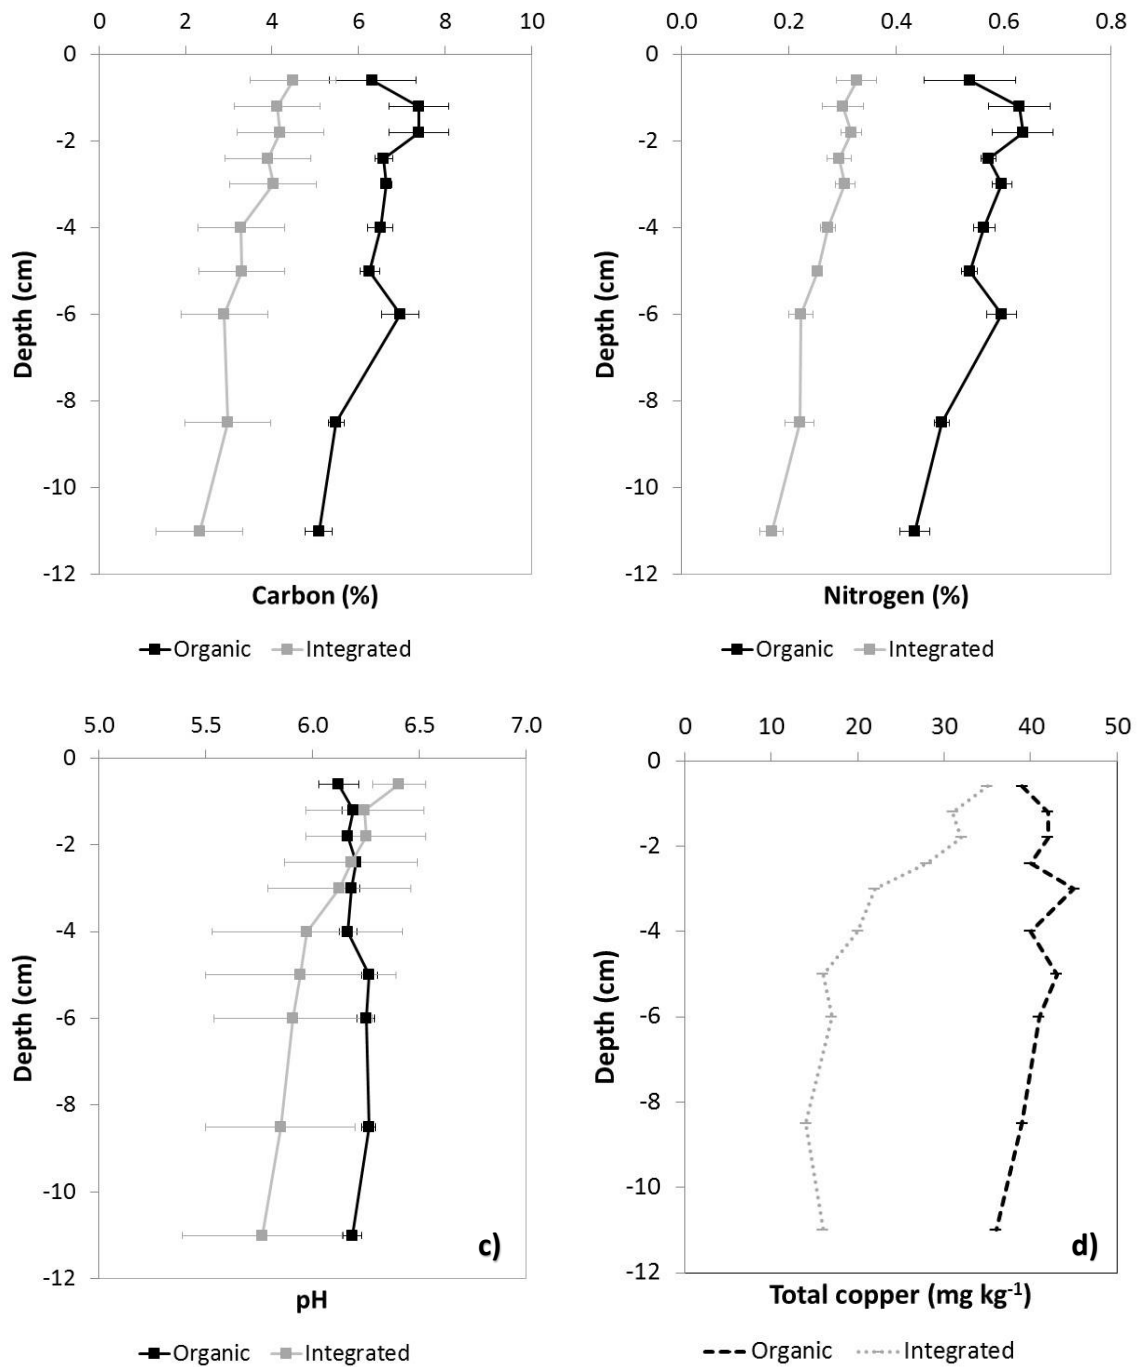 0 2 4 6 8 10
0
-2
-4
-6
-8
-10
-12
Depth (cm)
Carbon (%)
Organic Integrated
0.0 0.2 0.4 0.6 0.8
0
-2
-4
-6
-8
-10
-12
Depth (cm)
Nitrogen (%)
Organic Integrated
5.0 5.5 6.0 6.5 7.0
0
-2
-4
-6
-8
-10
-12
Depth (cm)
c)
pH
Organic Integrated
0 10 20 30 40 50
0
-2
-4
-6
-8
-10
-12
Depth (cm)
d)
Total copper (mg kg⁻¹)
Organic Integrated